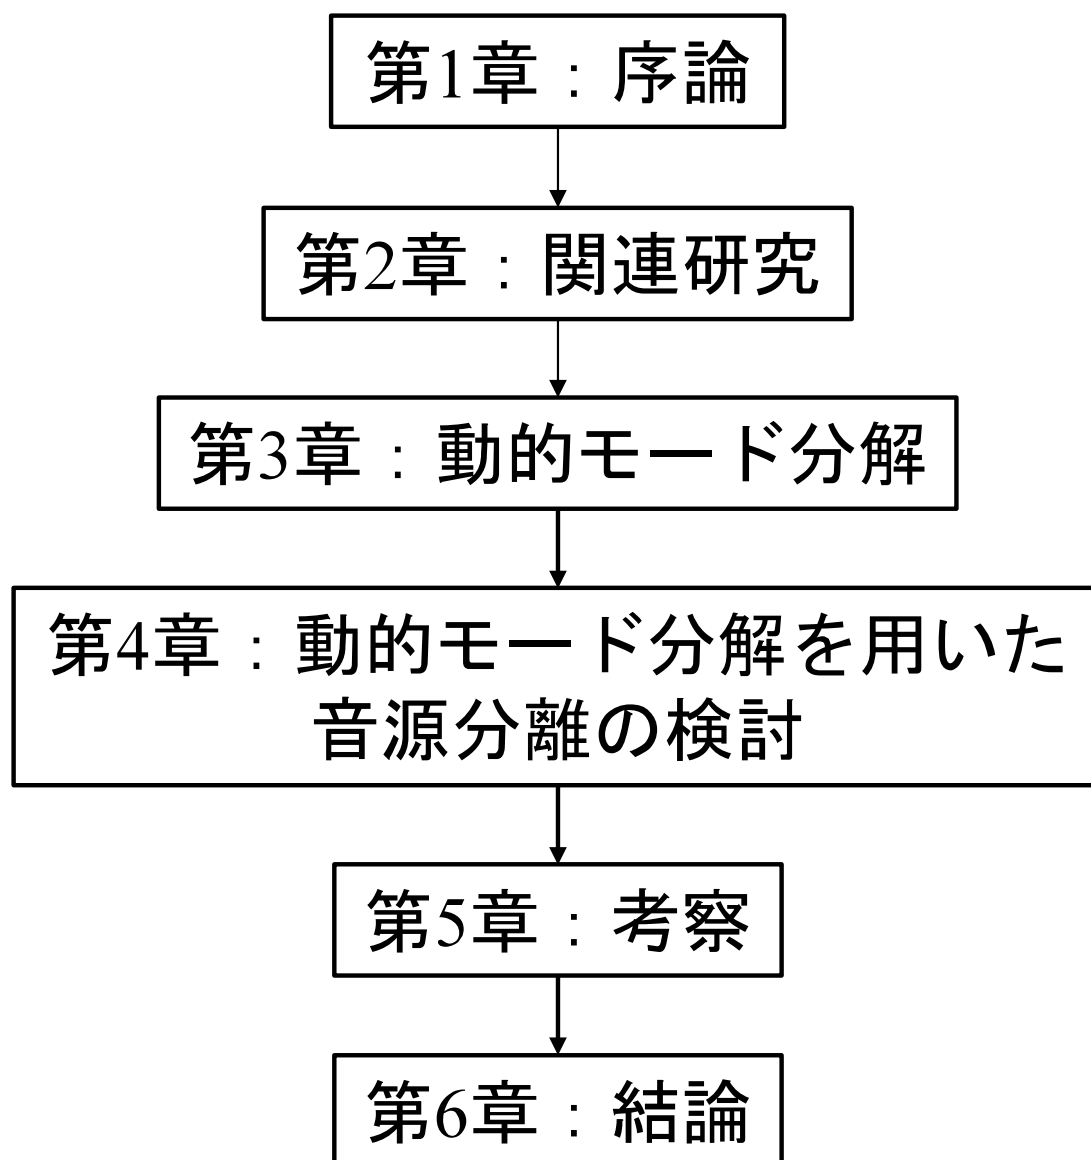 第1章：序論
第2章：関連研究
第3章：動的モード分解
第4章：動的モード分解を用いた
音源分離の検討
第5章：考察
第6章：結論